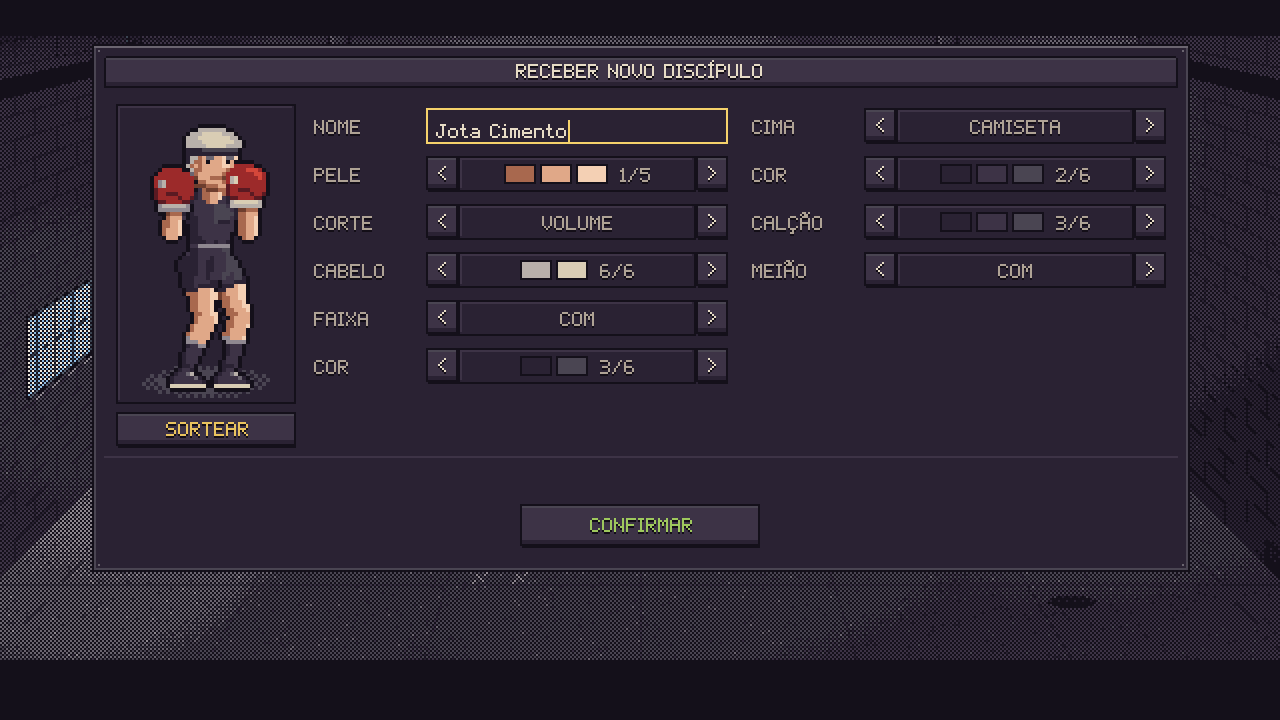 RECEBER NOVO DISCÍPULO
NOME
Jota Cimento
PELE
< 1/5 >
CORTE
< VOLUME >
CABELO
< 6/6 >
FAIXA
< COM >
COR
< 3/6 >
CIMA
< CAMISETA >
COR
< 2/6 >
CALÇÃO
< 3/6 >
MEIÃO
< COM >
SORTEAR
CONFIRMAR